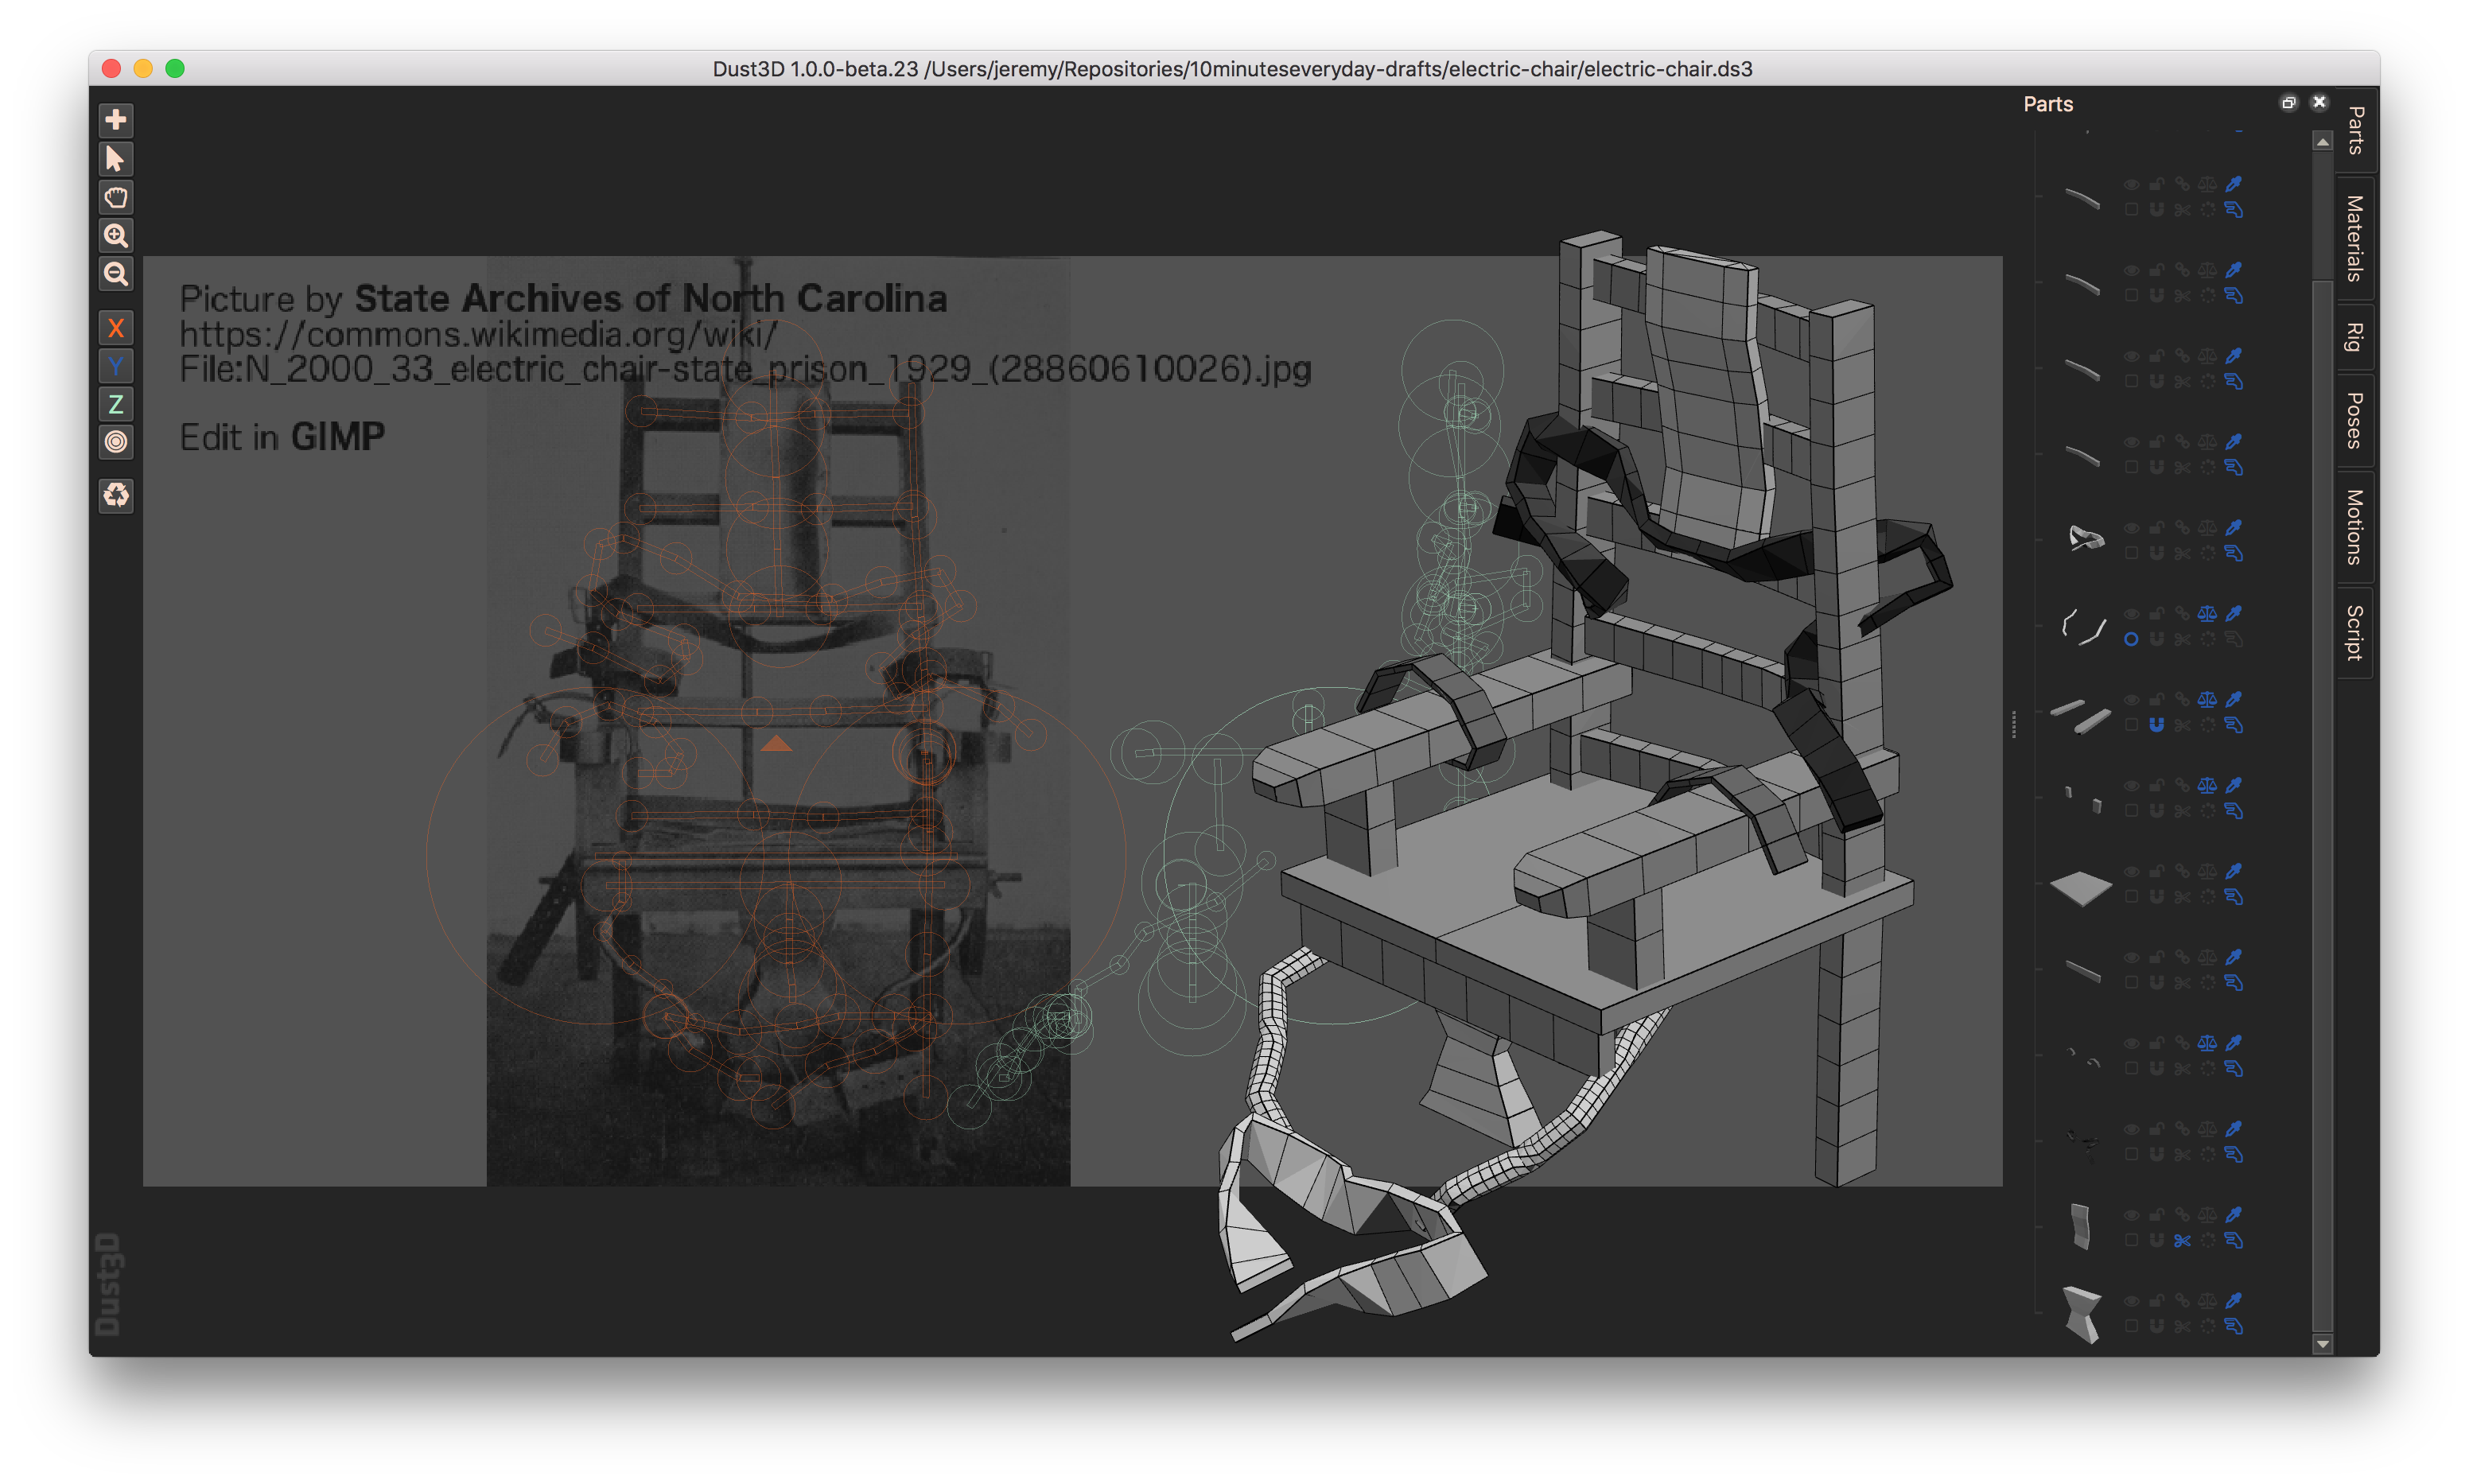 Dust3D 1.0.0-beta.23 /Users/jeremy/Repositories/10minuteseveryday-drafts/electric-chair/electric-chair.ds3
X
Y
Z
Picture by State Archives of North Carolina
https://commons.wikimedia.org/wiki/
File:N_2000_33_electric_chair-state_prison_1929_(28860610026).jpg
Edit in GIMP
Dust3D
Parts
Parts
Materials
Rig
Poses
Motions
Script